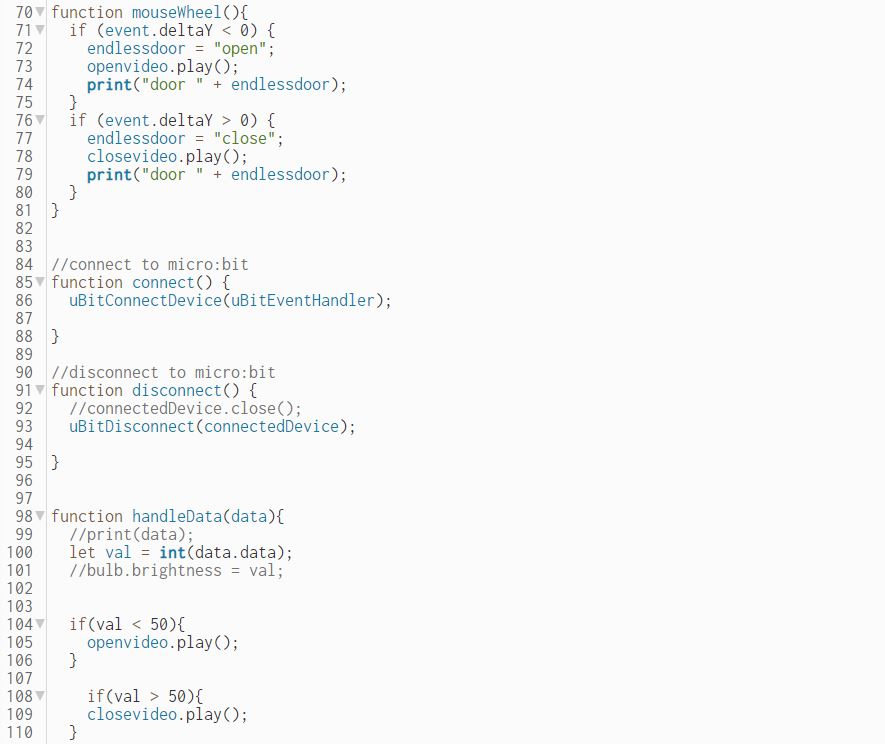 70 function mouseWheel(){
71   if (event.deltaY < 0) {
72     endlessdoor = "open";
73     openvideo.play();
74     print("door " + endlessdoor);
75   }
76   if (event.deltaY > 0) {
77     endlessdoor = "close";
78     closevideo.play();
79     print("door " + endlessdoor);
80   }
81 }
82
83
84 //connect to micro:bit
85 function connect() {
86   uBitConnectDevice(uBitEventHandler);
87
88 }
89
90 //disconnect to micro:bit
91 function disconnect() {
92   //connectedDevice.close();
93   uBitDisconnect(connectedDevice);
94
95 }
96
97
98 function handleData(data){
99   //print(data);
100   let val = int(data.data);
101   //bulb.brightness = val;
102
103
104   if(val < 50){
105     openvideo.play();
106   }
107
108     if(val > 50){
109     closevideo.play();
110   }